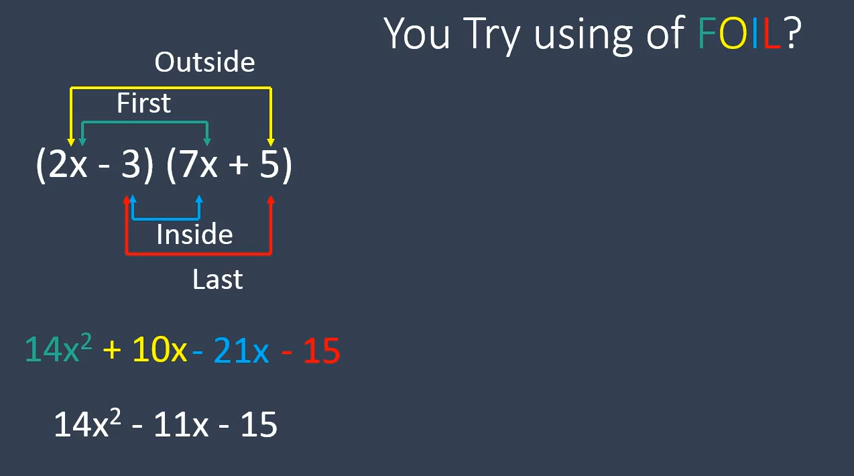 You Try using of FOIL?
Outside
First
(2x - 3) (7x + 5)
Inside
Last
14x² + 10x - 21x - 15
14x² - 11x - 15